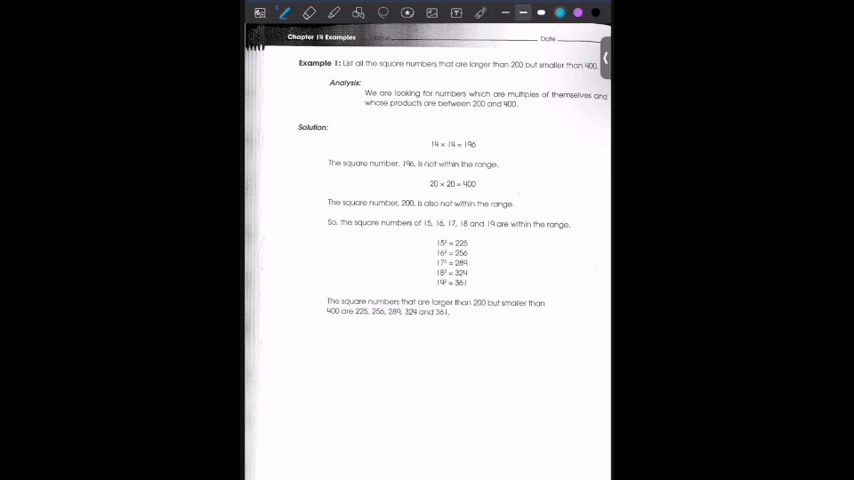 Chapter 14 Examples
Date
Example 1: List all the square numbers that are larger than 200 but smaller than 400.
Analysis:
We are looking for numbers which are multiples of themselves and
whose products are between 200 and 400.
Solution:
14 × 14 = 196
The square number, 196, is not within the range.
20 × 20 = 400
The square number, 200, is also not within the range.
So, the square numbers of 15, 16, 17, 18 and 19 are within the range.
15² = 225
16² = 256
17² = 289
18² = 324
19² = 361
The square numbers that are larger than 200 but smaller than
400 are 225, 256, 289, 324 and 361.